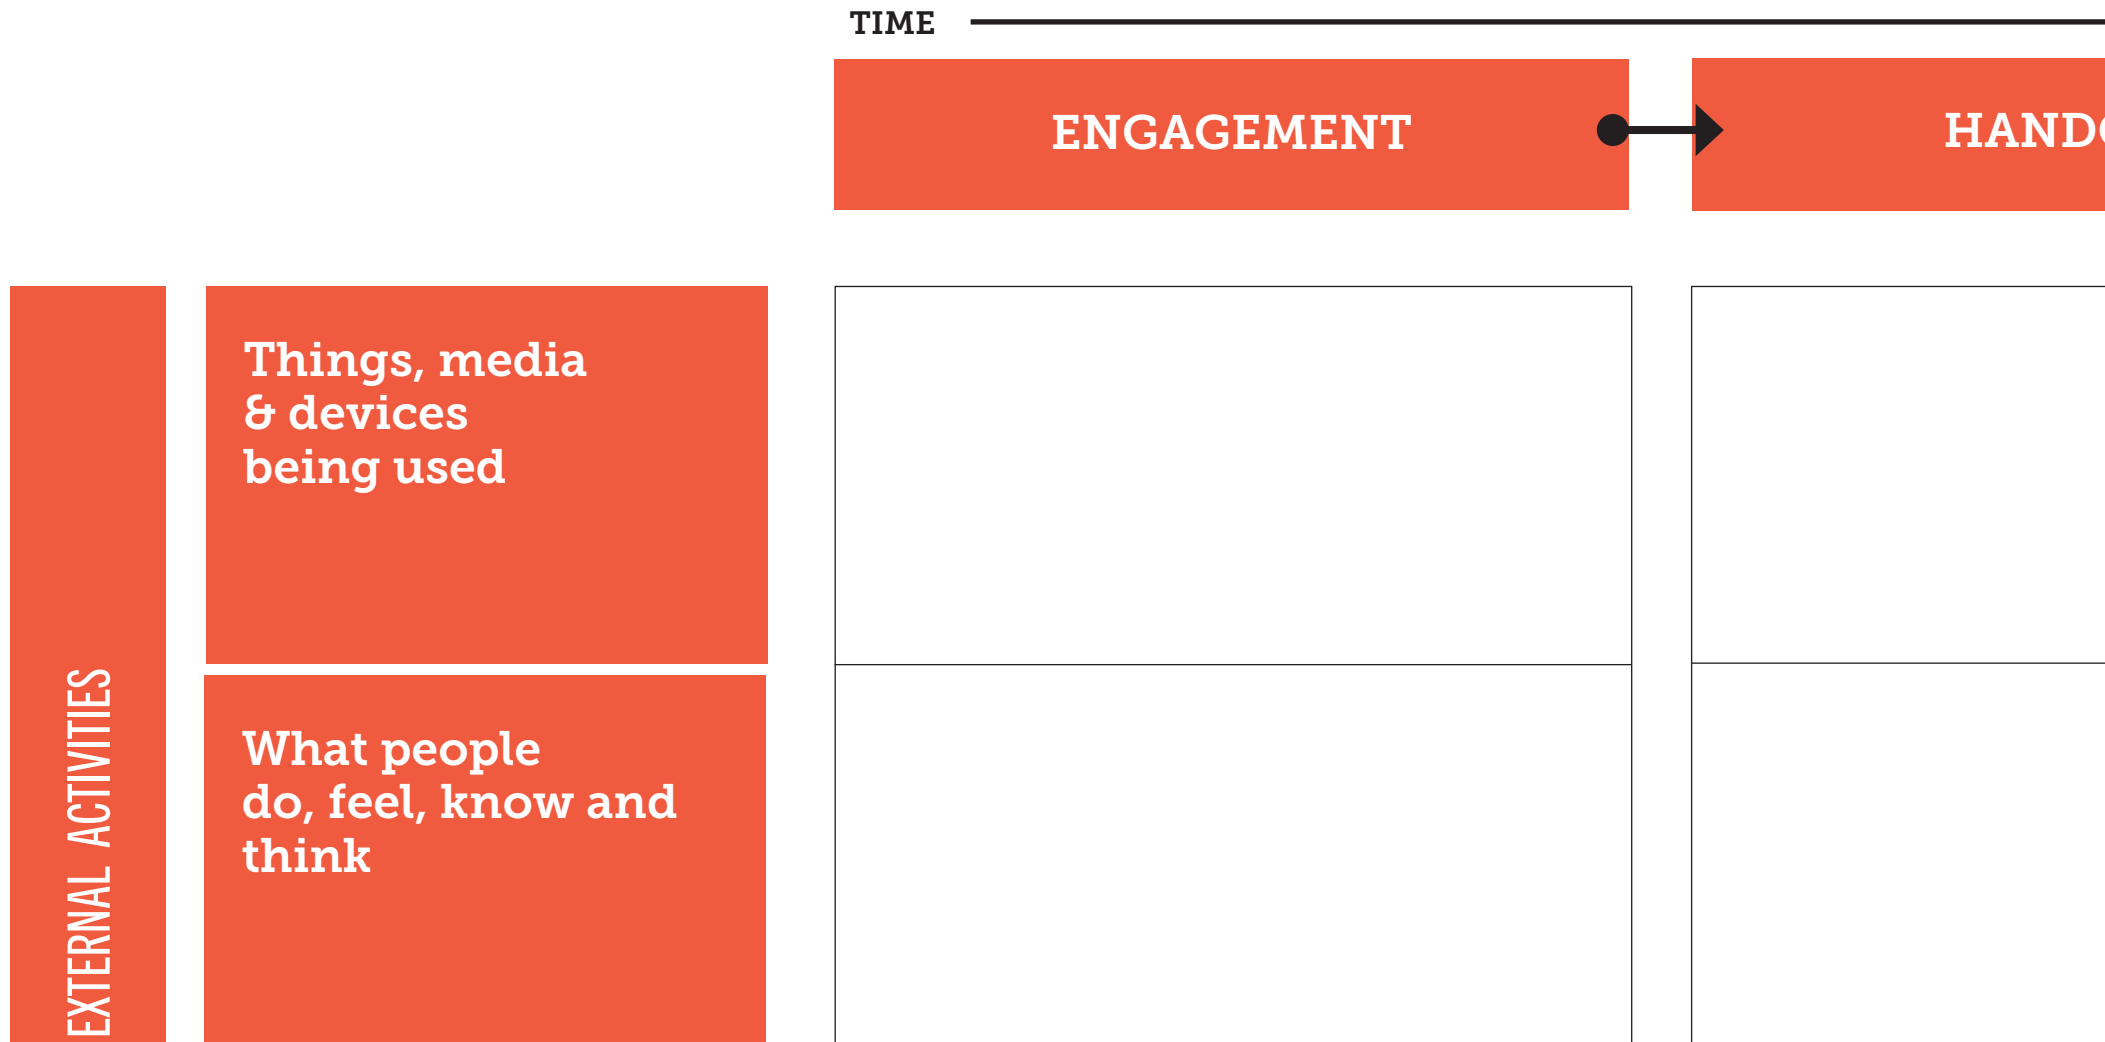 TIME
ENGAGEMENT
Things, media
& devices
being used
What people
do, feel, know and
think
EXTERNAL ACTIVITIES